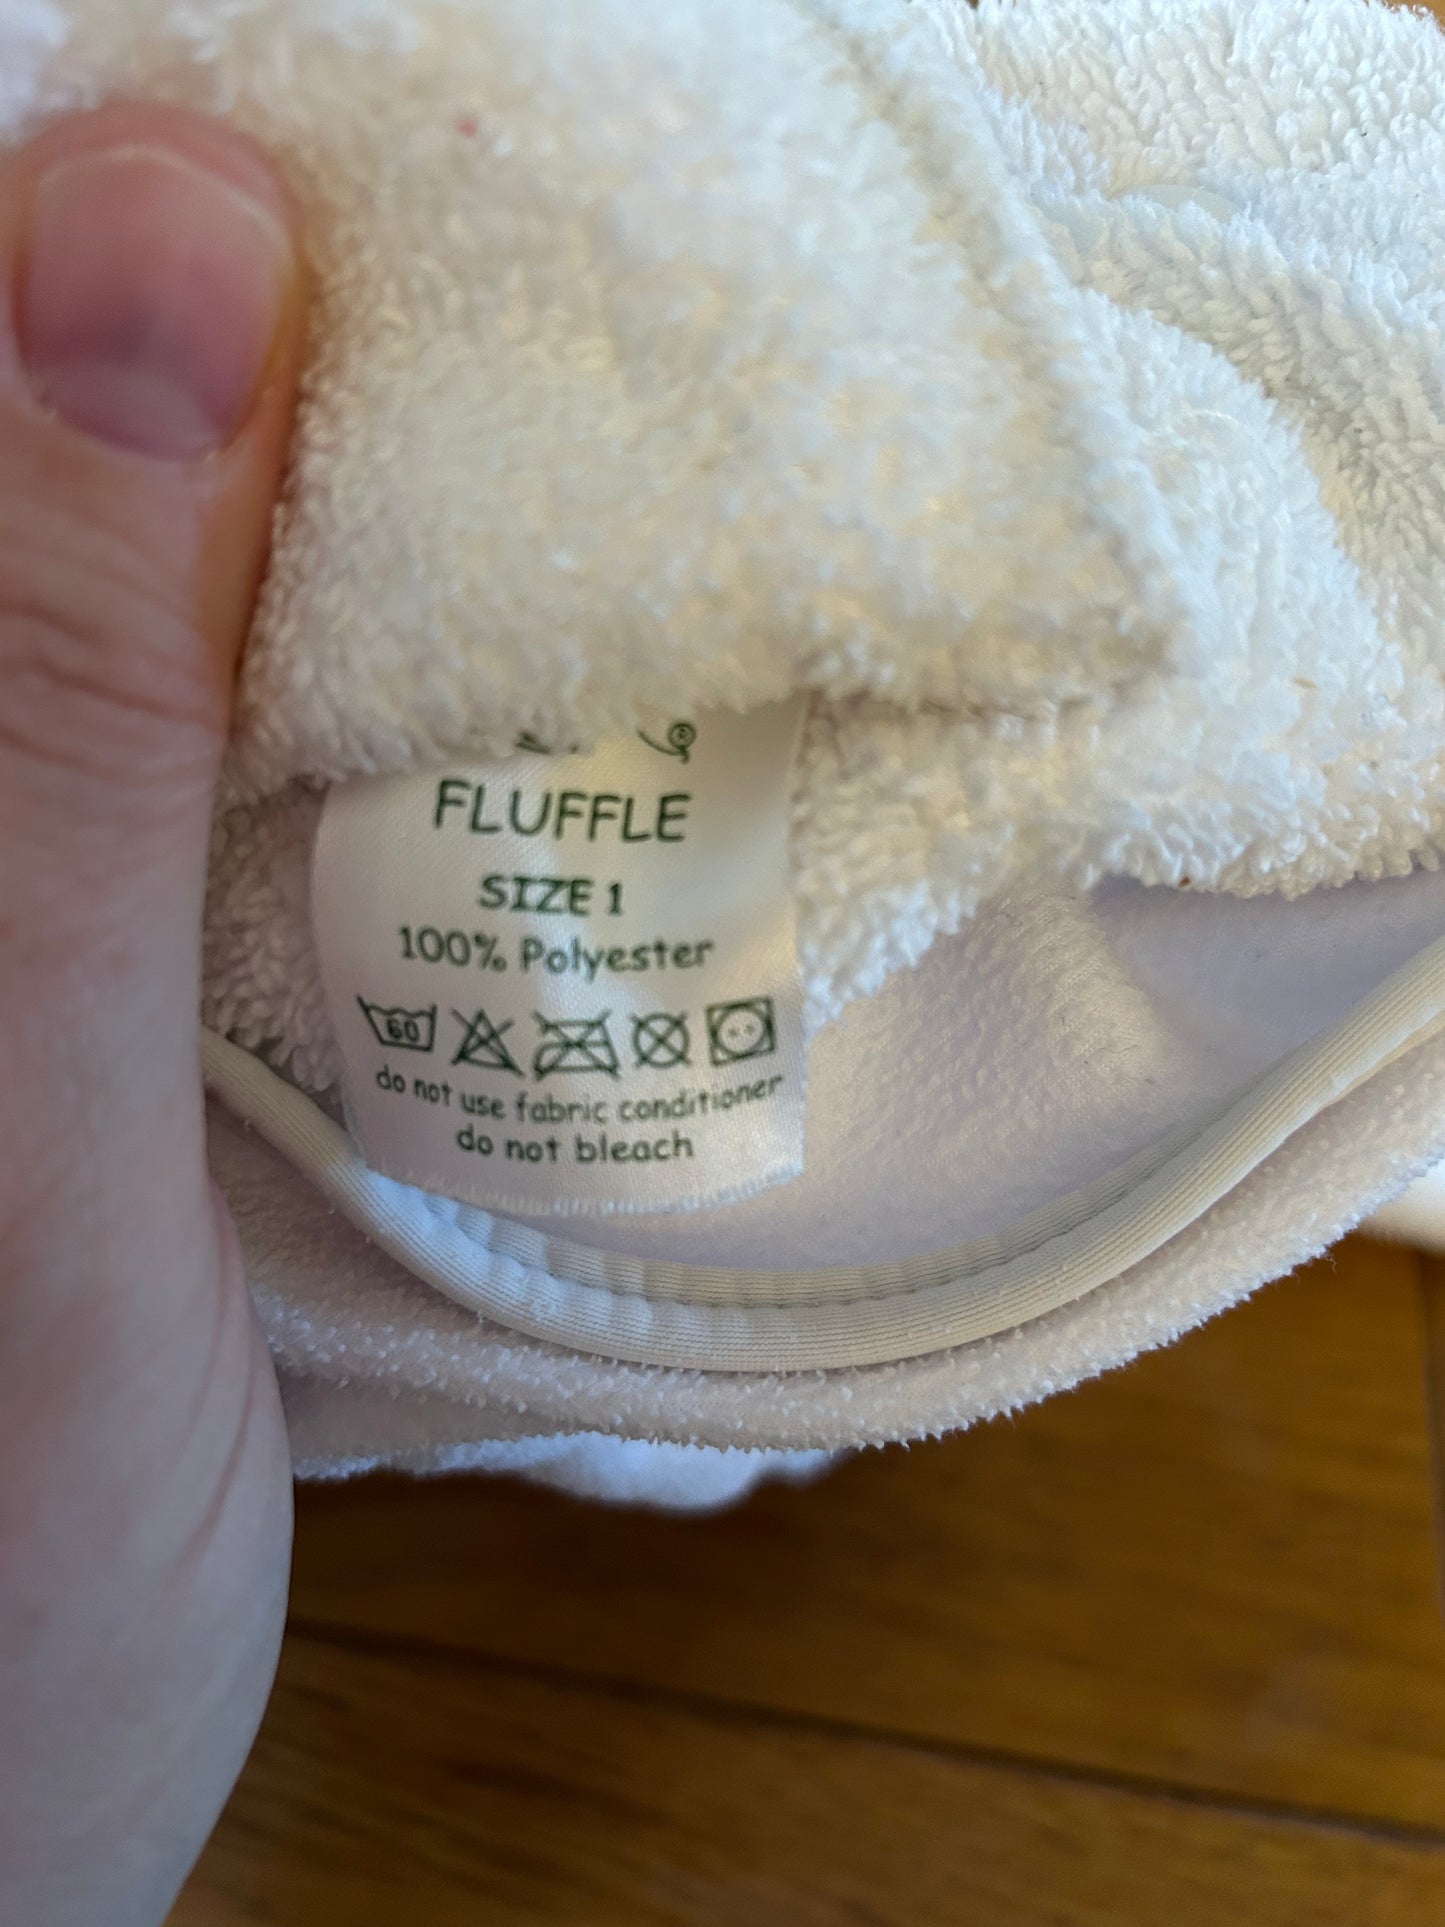 FLUFFLE
SIZE 1
100% Polyester
60
do not use fabric conditioner
do not bleach